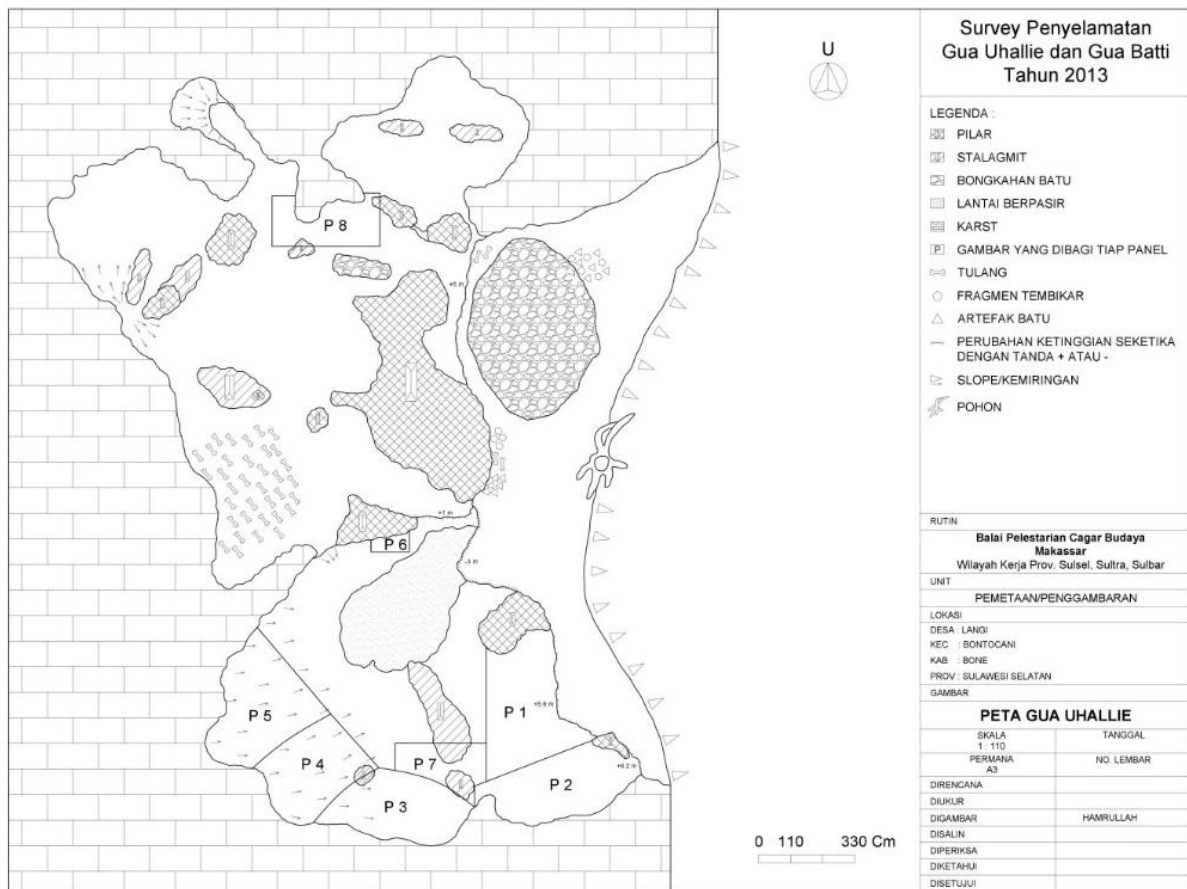 Survey Penyelamatan
Gua Uhallie dan Gua Batti
Tahun 2013
U
LEGENDA :
PILAR
STALAGMIT
BONGKAHAN BATU
LANTAI BERPASIR
KARST
P GAMBAR YANG DIBAGI TIAP PANEL
TULANG
FRAGMEN TEMBIKAR
ARTEFAK BATU
PERUBAHAN KETINGGIAN SEKETIKA
DENGAN TANDA + ATAU -
SLOPE/KEMIRINGAN
POHON
P 8
+1 m
P 6
-3 m
P 5
P 1
+5.6 m
P 4
P 7
P 2
P 3
0 110 330 Cm
RUTIN
Balai Pelestarian Cagar Budaya
Makassar
Wilayah Kerja Prov. Sulsel, Sultra, Sulbar
UNIT
PEMETAAN/PENGGAMBARAN
LOKASI
DESA : LANGI
KEC : BONTOCANI
KAB : BONE
PROV : SULAWESI SELATAN
GAMBAR
PETA GUA UHALLIE
SKALA TANGGAL
1 : 110
PERMANA NO. LEMBAR
A3
DIRENCANA
DIUKUR
DIGAMBAR HAMRULLAH
DISALIN
DIPERIKSA
DIKETAHUI
DISETUJUI